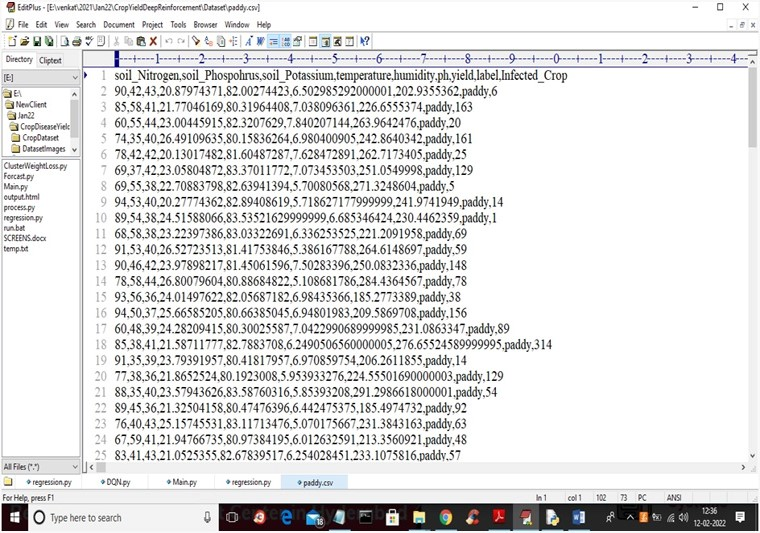 EditPlus - [E:\venkat\2021\Jan22\CropYieldDeepReinforcement\Dataset\paddy.csv]
File Edit View Search Document Project Tools Browser Window Help
Directory Cliptext
[E:]
E:\
NewClient
Jan22
CropDiseaseYield
CropDataset
DatasetImages
ClusterWeightLoss.py
Forcast.py
Main.py
output.html
process.py
regression.py
run.bat
SCREENS.docx
temp.txt
All Files (*.*)
1 soil_Nitrogen,soil_Phospohrus,soil_Potassium,temperature,humidity,ph,yield,label,Infected_Crop
2 90,42,43,20.87974371,82.00274423,6.502985292000001,202.9355362,paddy,6
3 85,58,41,21.77046169,80.31964408,7.038096361,226.6555374,paddy,163
4 60,55,44,23.00445915,82.3207629,7.840207144,263.9642476,paddy,20
5 74,35,40,26.49109635,80.15836264,6.980400905,242.8640342,paddy,161
6 78,42,42,20.13017482,81.60487287,7.628472891,262.7173405,paddy,25
7 69,37,42,23.05804872,83.37011772,7.073453503,251.0549998,paddy,129
8 69,55,38,22.70883798,82.63941394,5.70080568,271.3248604,paddy,5
9 94,53,40,20.27774362,82.89408619,5.718627177999999,241.9741949,paddy,14
10 89,54,38,24.51588066,83.53521629999999,6.685346424,230.4462359,paddy,1
11 68,58,38,23.22397386,83.03322691,6.336253525,221.2091958,paddy,69
12 91,53,40,26.52723513,81.41753846,5.386167788,264.6148697,paddy,59
13 90,46,42,23.97898217,81.45061596,7.50283396,250.0832336,paddy,148
14 78,58,44,26.80079604,80.88684822,5.108681786,284.4364567,paddy,78
15 93,56,36,24.01497622,82.05687182,6.98435366,185.2773389,paddy,38
16 94,50,37,25.66585205,80.66385045,6.94801983,209.5869708,paddy,156
17 60,48,39,24.28209415,80.30025587,7.0422990689999985,231.0863347,paddy,89
18 85,38,41,21.58711777,82.7883708,6.2490506560000005,276.65524589999995,paddy,314
19 91,35,39,23.79391957,80.41817957,6.970859754,206.2611855,paddy,14
20 77,38,36,21.8652524,80.1923008,5.953933276,224.55501690000003,paddy,129
21 88,35,40,23.57943626,83.58760316,5.85393208,291.2986618000001,paddy,54
22 89,45,36,21.32504158,80.47476396,6.442475375,185.4974732,paddy,92
23 76,40,43,25.15745531,83.11713476,5.070175667,231.3843163,paddy,63
24 67,59,41,21.94766735,80.97384195,6.012632591,213.3560921,paddy,48
25 83,41,43,21.0525355,82.67839517,6.254028451,233.1075816,paddy,57
regression.py DQN.py Main.py regression.py paddy.csv
For Help, press F1 ln 1 col 1 102 73 PC ANSI
Type here to search
12:36
12-02-2022